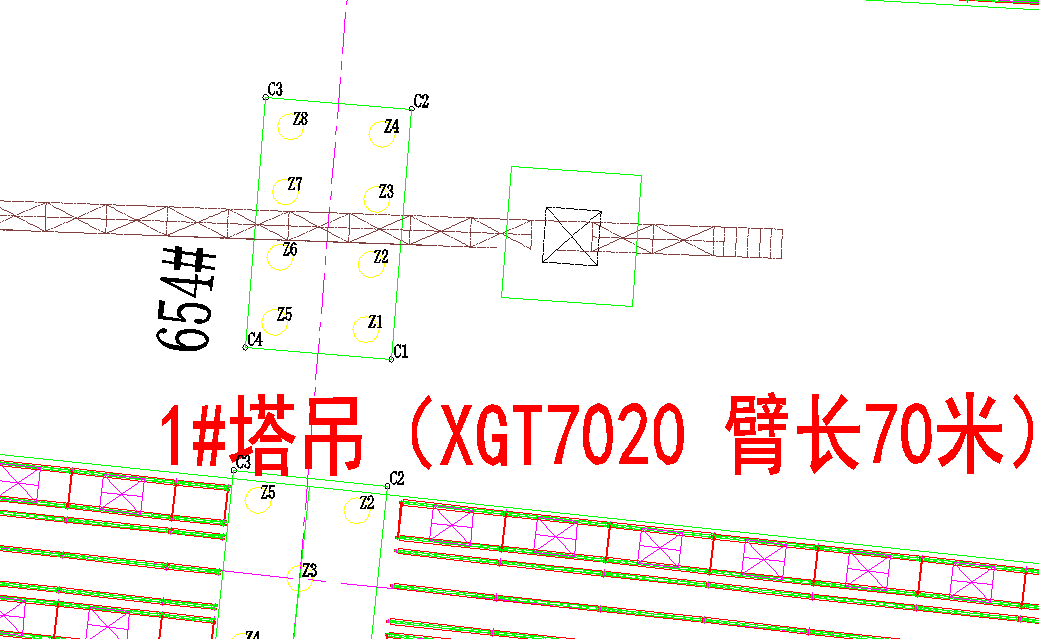 C3
C2
Z8
Z4
Z7
Z3
Z6
Z2
Z5
Z1
C4
C1
654#
1#塔吊（XGT7020 臂长70米）
C3
C2
Z5
Z2
Z3
Z4